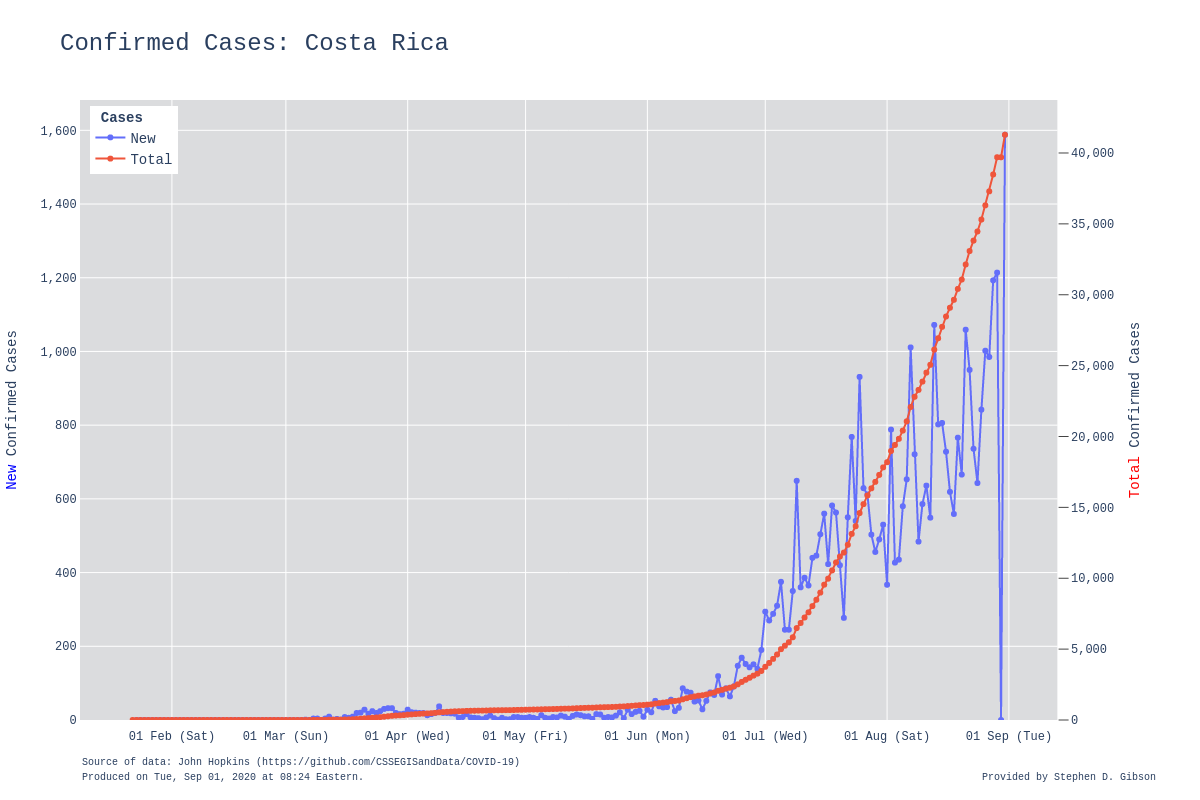 Confirmed Cases: Costa Rica
Cases
New
Total
1,600
1,400
1,200
1,000
800
600
400
200
0
New Confirmed Cases
40,000
35,000
30,000
25,000
20,000
15,000
10,000
5,000
0
Total Confirmed Cases
01 Feb (Sat)
01 Mar (Sun)
01 Apr (Wed)
01 May (Fri)
01 Jun (Mon)
01 Jul (Wed)
01 Aug (Sat)
01 Sep (Tue)
Source of data: John Hopkins (https://github.com/CSSEGISandData/COVID-19)
Produced on Tue, Sep 01, 2020 at 08:24 Eastern.
Provided by Stephen D. Gibson